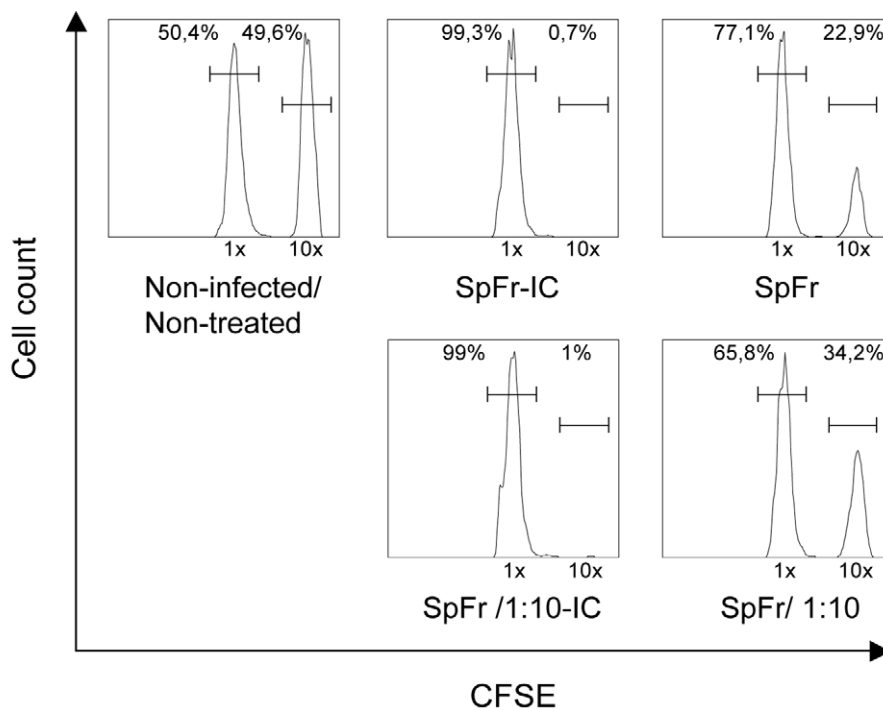 50,4% 49,6%
1x 10x
Non-infected/
Non-treated
99,3% 0,7%
1x 10x
SpFr-IC
77,1% 22,9%
1x 10x
SpFr
99% 1%
1x 10x
SpFr /1:10-IC
65,8% 34,2%
1x 10x
SpFr/ 1:10
Cell count
CFSE